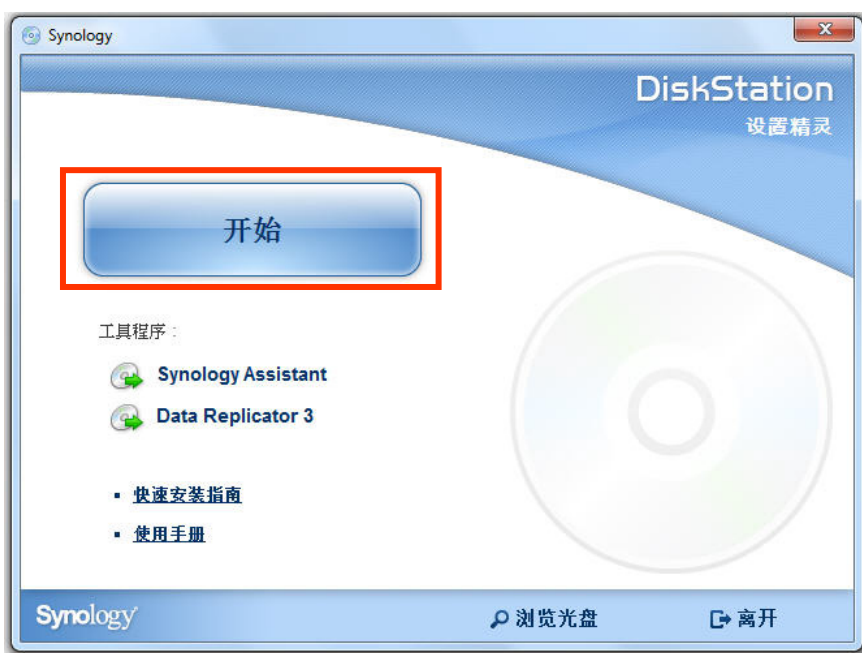 Synology
DiskStation
设置精灵
开始
工具程序 :
Synology Assistant
Data Replicator 3
快速安装指南
使用手册
Synology
浏览光盘
离开